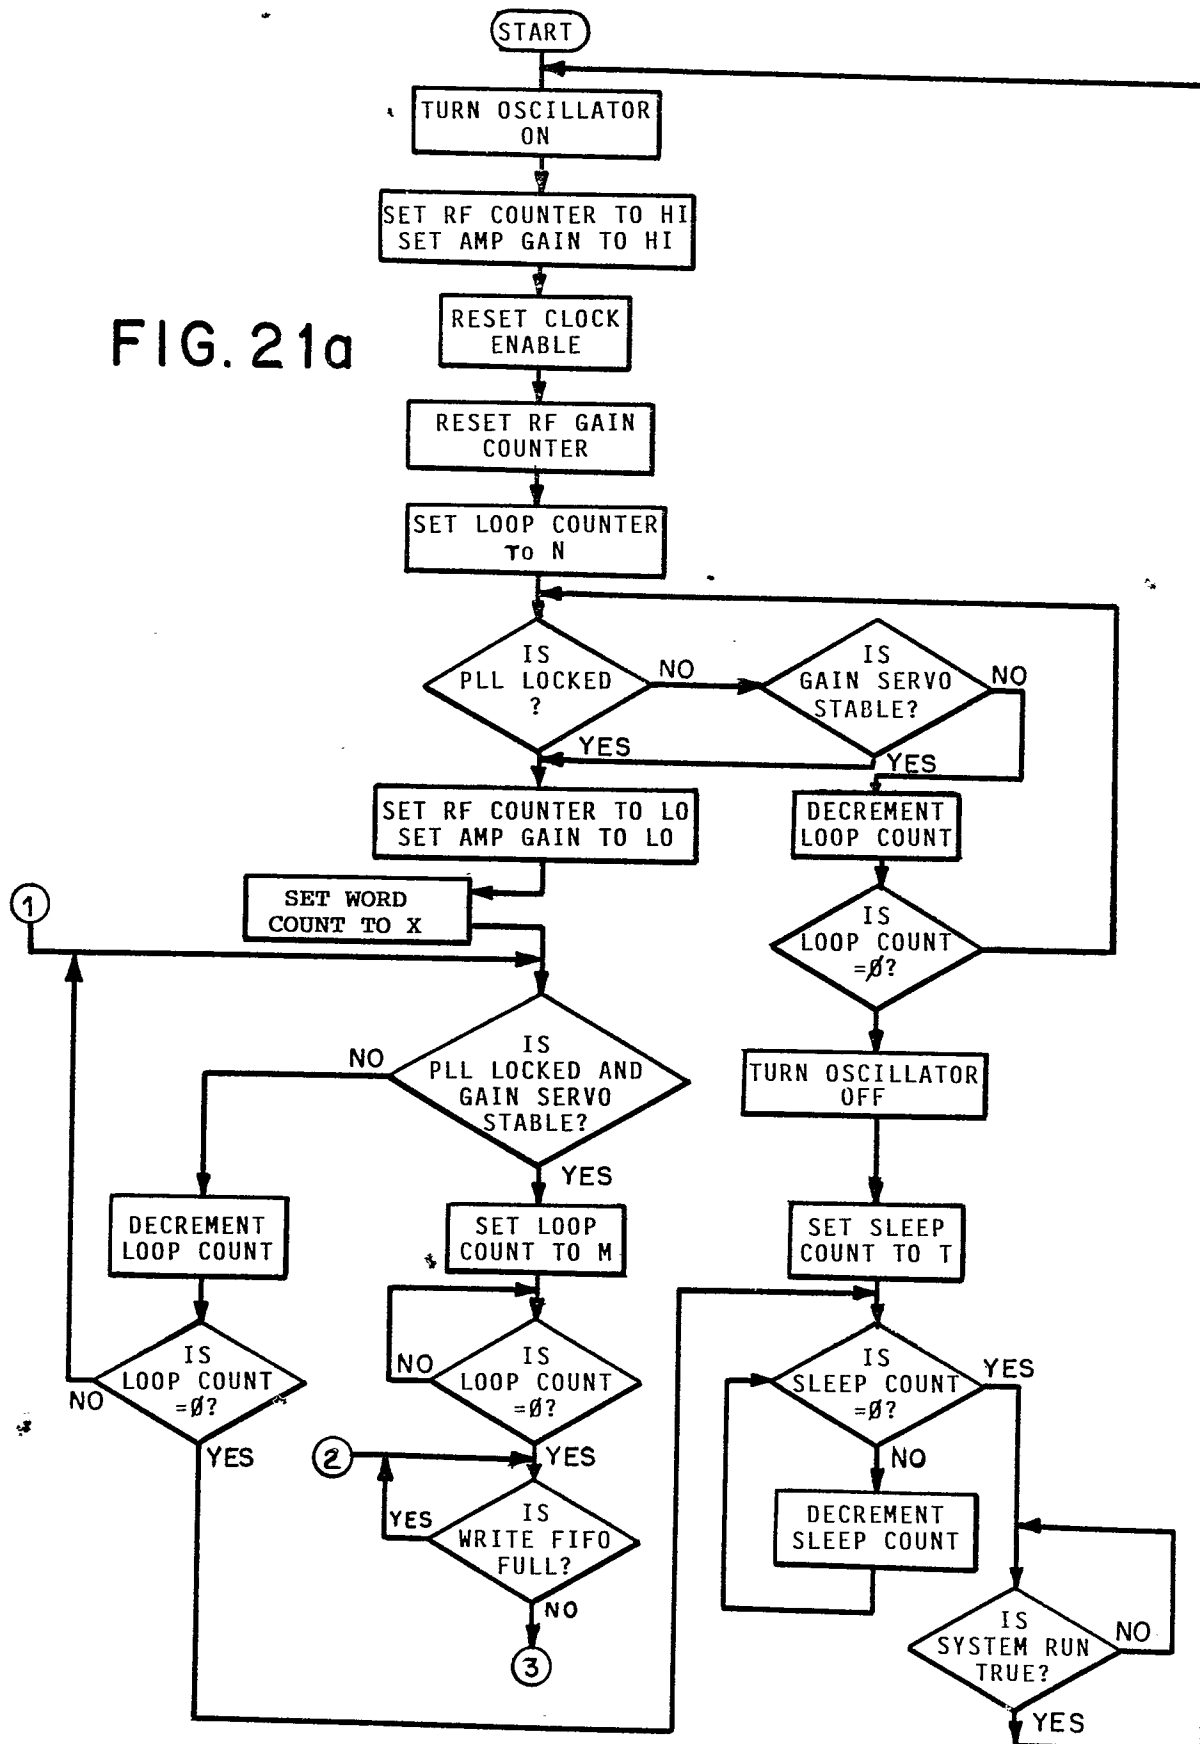 START
TURN OSCILLATOR
ON
SET RF COUNTER TO HI
SET AMP GAIN TO HI
RESET CLOCK
ENABLE
FIG. 21a
RESET RF GAIN
COUNTER
SET LOOP COUNTER
TO N
IS
PLL LOCKED
?
NO
IS
GAIN SERVO
STABLE?
NO
YES
YES
SET RF COUNTER TO LO
SET AMP GAIN TO LO
DECREMENT
LOOP COUNT
1
SET WORD
COUNT TO X
IS
LOOP COUNT
=Ø?
IS
PLL LOCKED AND
GAIN SERVO
STABLE?
NO
YES
TURN OSCILLATOR
OFF
DECREMENT
LOOP COUNT
SET LOOP
COUNT TO M
SET SLEEP
COUNT TO T
IS
LOOP COUNT
=Ø?
NO
YES
IS
LOOP COUNT
=Ø?
NO
YES
IS
SLEEP COUNT
=Ø?
YES
NO
2
IS
WRITE FIFO
FULL?
YES
NO
3
DECREMENT
SLEEP COUNT
IS
SYSTEM RUN
TRUE?
NO
YES